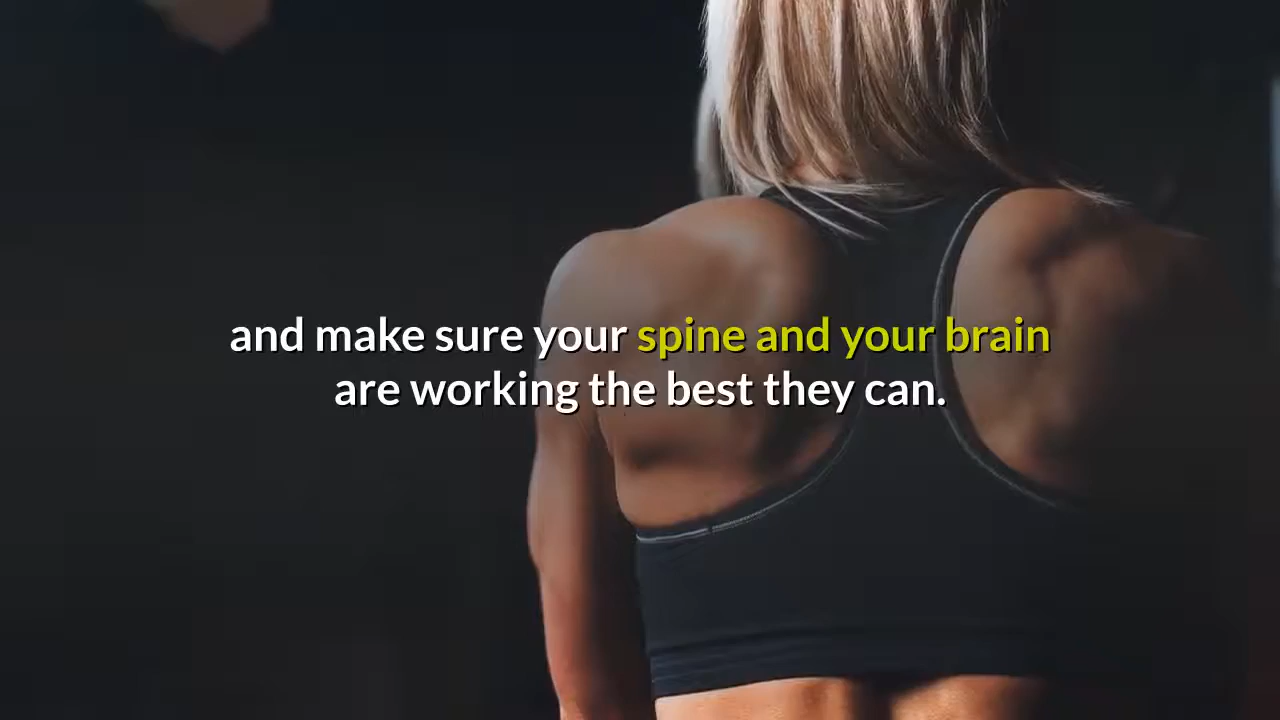 and make sure your spine and your brain
are working the best they can.